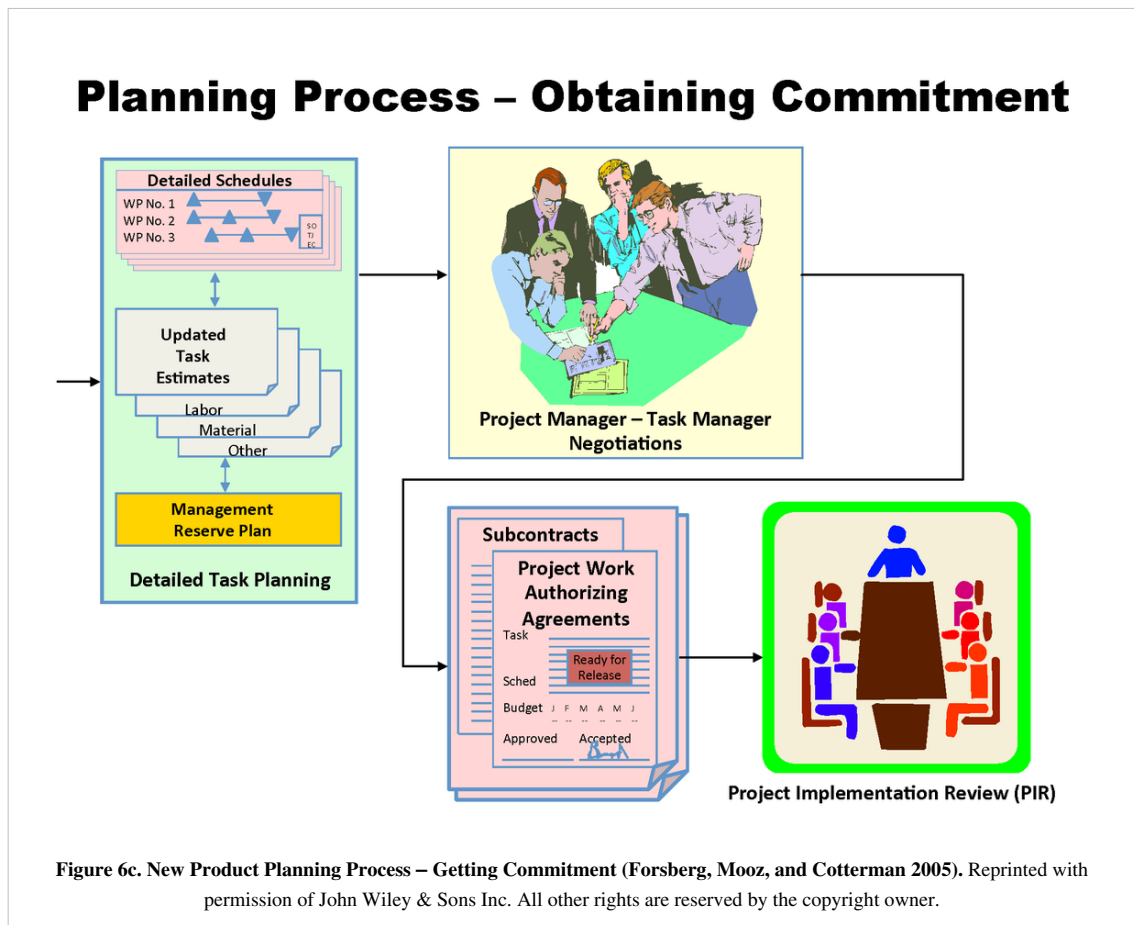 Planning Process – Obtaining Commitment
Detailed Schedules
WP No. 1
WP No. 2
WP No. 3
SO
TJ
EC
Updated
Task
Estimates
Labor
Material
Other
Management
Reserve Plan
Detailed Task Planning
Project Manager – Task Manager
Negotiations
Subcontracts
Project Work
Authorizing
Agreements
Task
Ready for
Release
Sched
Budget J F M A M J
-- -- -- -- -- --
Approved Accepted
Project Implementation Review (PIR)
Figure 6c. New Product Planning Process – Getting Commitment (Forsberg, Mooz, and Cotterman 2005). Reprinted with
permission of John Wiley & Sons Inc. All other rights are reserved by the copyright owner.